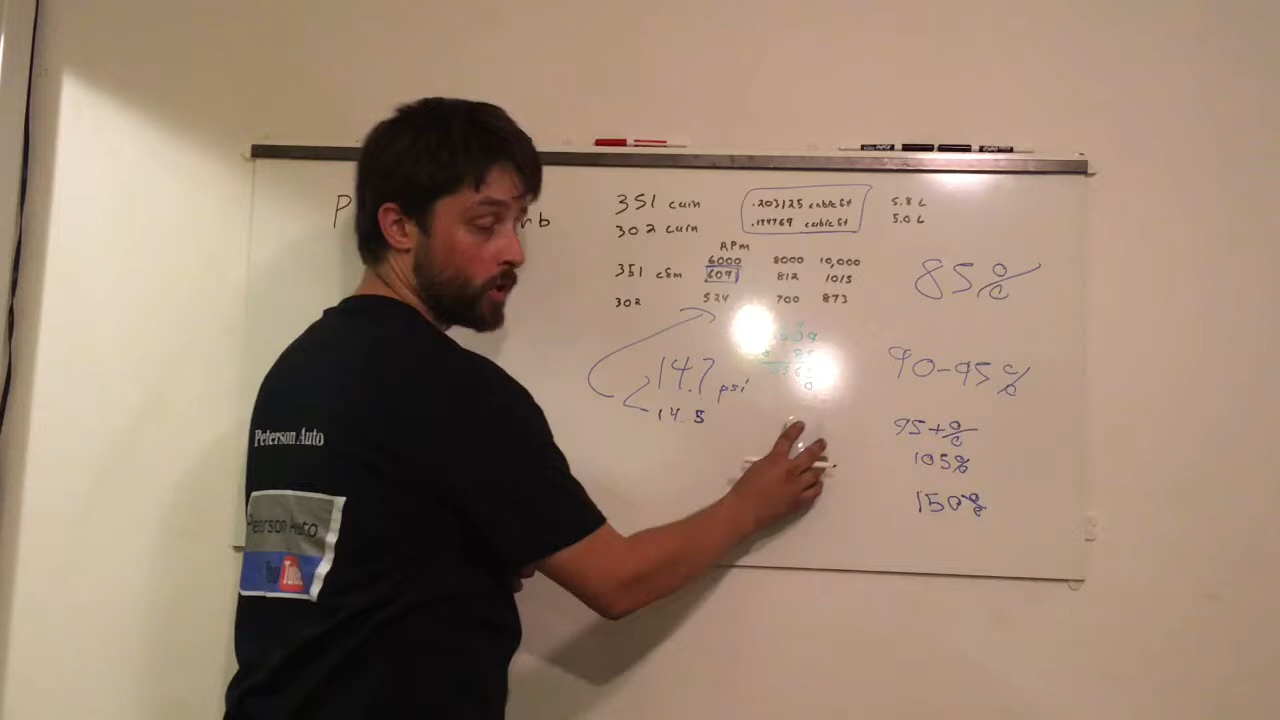 351 cuin .203125 cubic ft 5.8 L
302 cuin .174769 cubic ft 5.0 L
RPm
6000 8000 10,000
351 cfm 609 812 1015
302 524 700 873
85%
14.7 psi
14.5
90-95%
95+%
105%
150%
Peterson Auto
Peterson Auto
You Tube